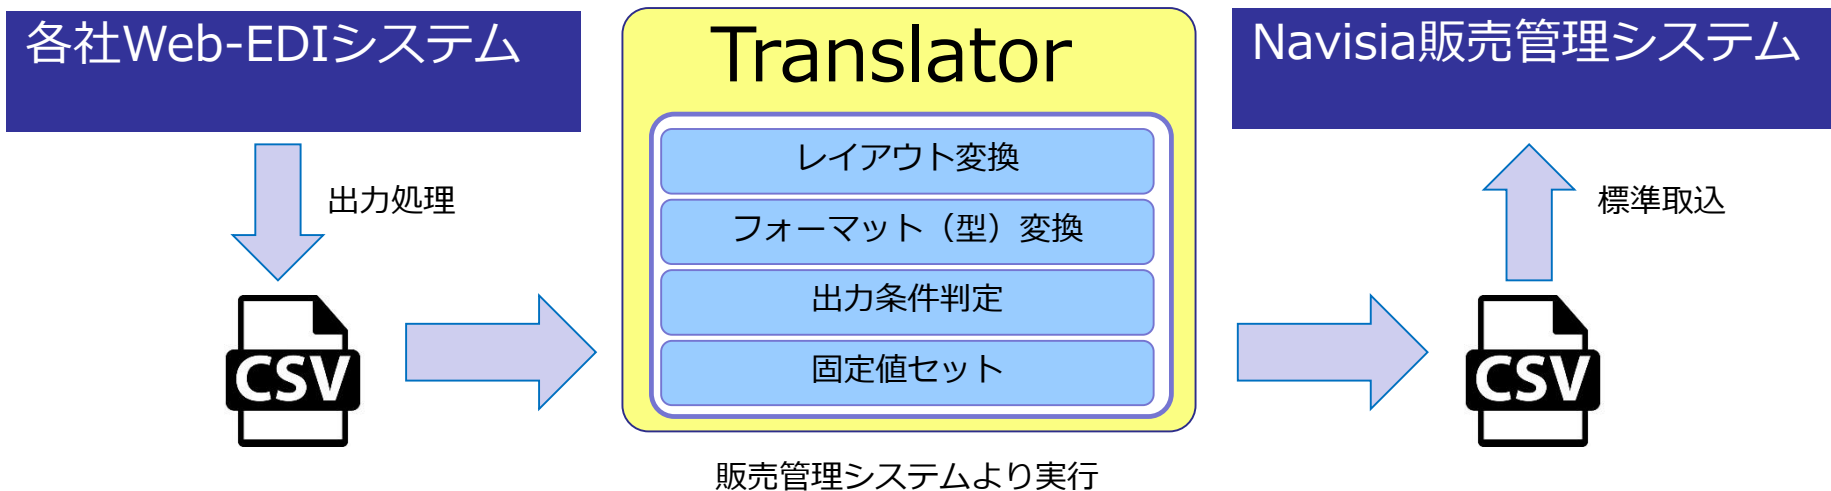 各社Web-EDIシステム
出力処理
CSV
Translator
レイアウト変換
フォーマット（型）変換
出力条件判定
固定値セット
販売管理システムより実行
Navisia販売管理システム
標準取込
CSV